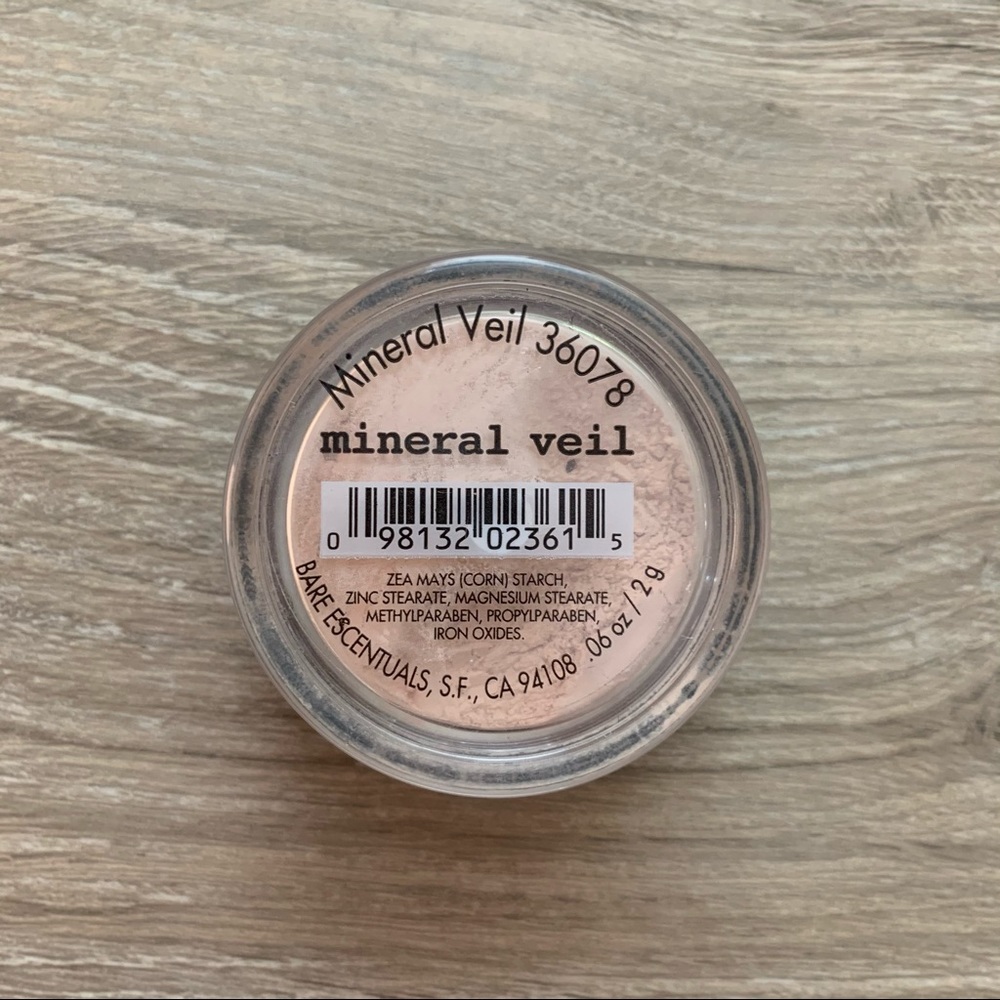 Mineral Veil 36078
mineral veil
0 98132 02361 5
ZEA MAYS (CORN) STARCH,
ZINC STEARATE, MAGNESIUM STEARATE,
METHYLPARABEN, PROPYLPARABEN,
IRON OXIDES.
BARE ESCENTUALS, S.F., CA 94108 .06 oz / 2 g